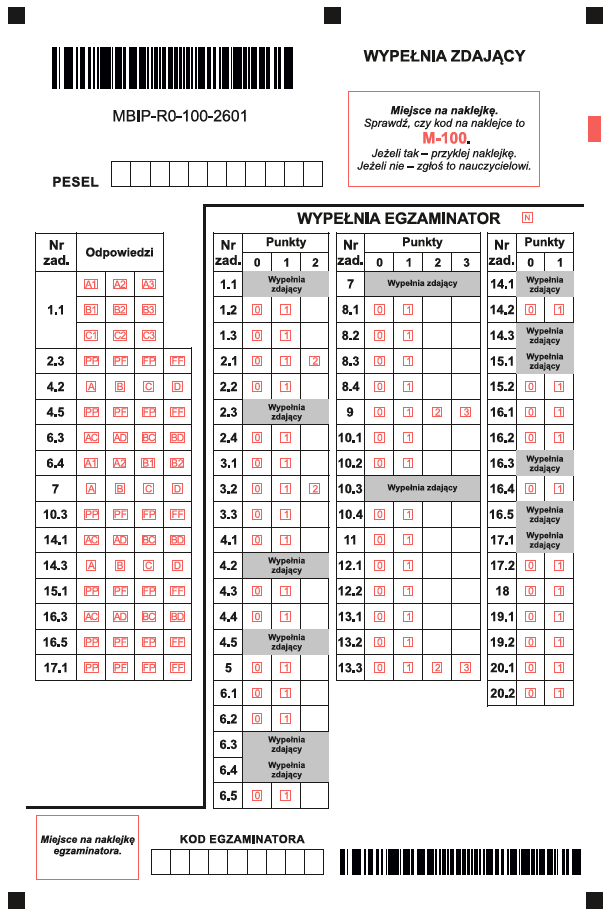 WYPEŁNIA ZDAJĄCY
MBIP-R0-100-2601
Miejsce na naklejkę.
Sprawdź, czy kod na naklejce to
M-100.
Jeżeli tak – przyklej naklejkę.
Jeżeli nie – zgłoś to nauczycielowi.
PESEL
WYPEŁNIA EGZAMINATOR N
Nr zad. Odpowiedzi
1.1 A1 A2 A3
B1 B2 B3
C1 C2 C3
2.3 PP PF FP FF
4.2 A B C D
4.5 PP PF FP FF
6.3 AC AD BC BD
6.4 A1 A2 B1 B2
7 A B C D
10.3 PP PF FP FF
14.1 AC AD BC BD
14.3 A B C D
15.1 PP PF FP FF
16.3 AC AD BC BD
16.5 PP PF FP FF
17.1 PP PF FP FF
Nr zad. Punkty
0 1 2
1.1 Wypełnia zdający
1.2 0 1
1.3 0 1
2.1 0 1 2
2.2 0 1
2.3 Wypełnia zdający
2.4 0 1
3.1 0 1
3.2 0 1 2
3.3 0 1
4.1 0 1
4.2 Wypełnia zdający
4.3 0 1
4.4 0 1
4.5 Wypełnia zdający
5 0 1
6.1 0 1
6.2 0 1
6.3 Wypełnia zdający
6.4 Wypełnia zdający
6.5 0 1
Nr zad. Punkty
0 1 2 3
7 Wypełnia zdający
8.1 0 1
8.2 0 1
8.3 0 1
8.4 0 1
9 0 1 2 3
10.1 0 1
10.2 0 1
10.3 Wypełnia zdający
10.4 0 1
11 0 1
12.1 0 1
12.2 0 1
13.1 0 1
13.2 0 1
13.3 0 1 2 3
Nr zad. Punkty
0 1
14.1 Wypełnia zdający
14.2 0 1
14.3 Wypełnia zdający
15.1 Wypełnia zdający
15.2 0 1
16.1 0 1
16.2 0 1
16.3 Wypełnia zdający
16.4 0 1
16.5 Wypełnia zdający
17.1 Wypełnia zdający
17.2 0 1
18 0 1
19.1 0 1
19.2 0 1
20.1 0 1
20.2 0 1
Miejsce na naklejkę
egzaminatora.
KOD EGZAMINATORA